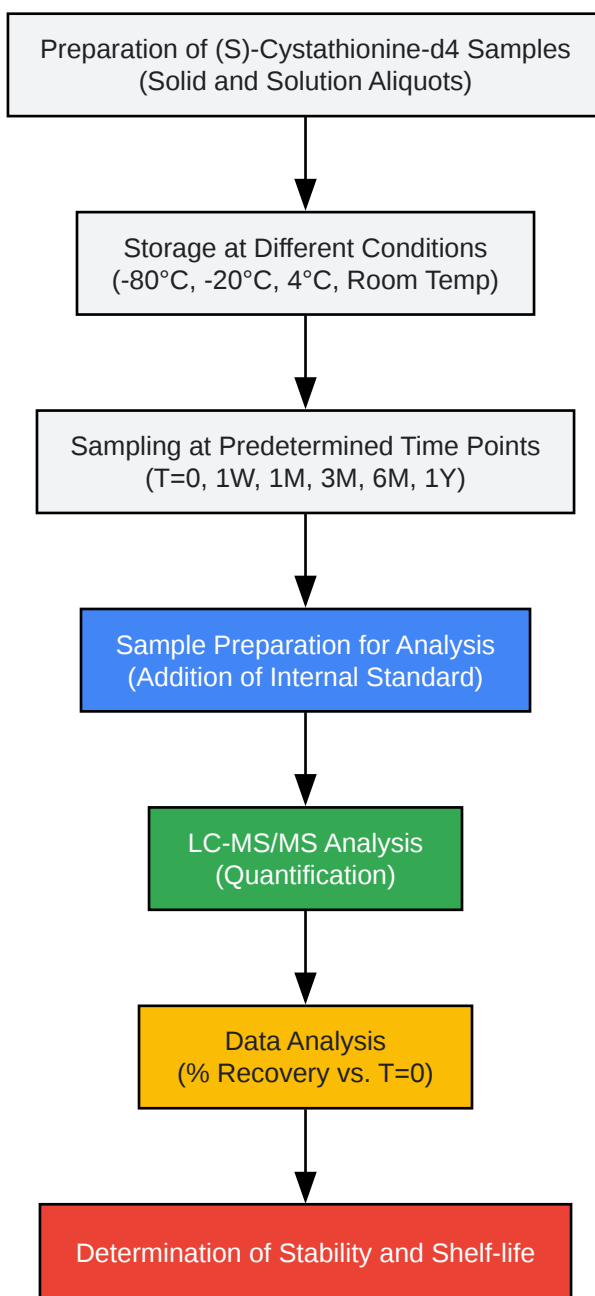 Preparation of (S)-Cystathionine-d4 Samples
(Solid and Solution Aliquots)
Storage at Different Conditions
(-80°C, -20°C, 4°C, Room Temp)
Sampling at Predetermined Time Points
(T=0, 1W, 1M, 3M, 6M, 1Y)
Sample Preparation for Analysis
(Addition of Internal Standard)
LC-MS/MS Analysis
(Quantification)
Data Analysis
(% Recovery vs. T=0)
Determination of Stability and Shelf-life